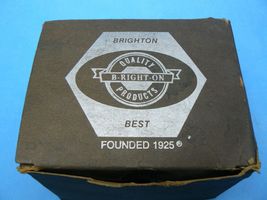 BRIGHTON
QUALITY
B-RIGHT-ON
PRODUCTS
BEST
FOUNDED 1925®